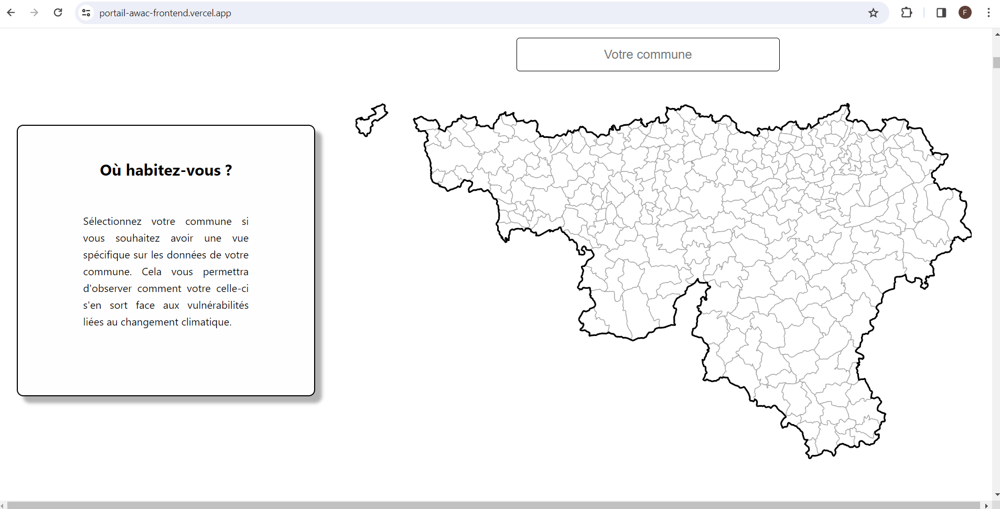 portail-awac-frontend.vercel.app
F
Votre commune
Où habitez-vous ?
Sélectionnez votre commune si
vous souhaitez avoir une vue
spécifique sur les données de votre
commune. Cela vous permettra
d'observer comment votre celle-ci
s'en sort face aux vulnérabilités
liées au changement climatique.